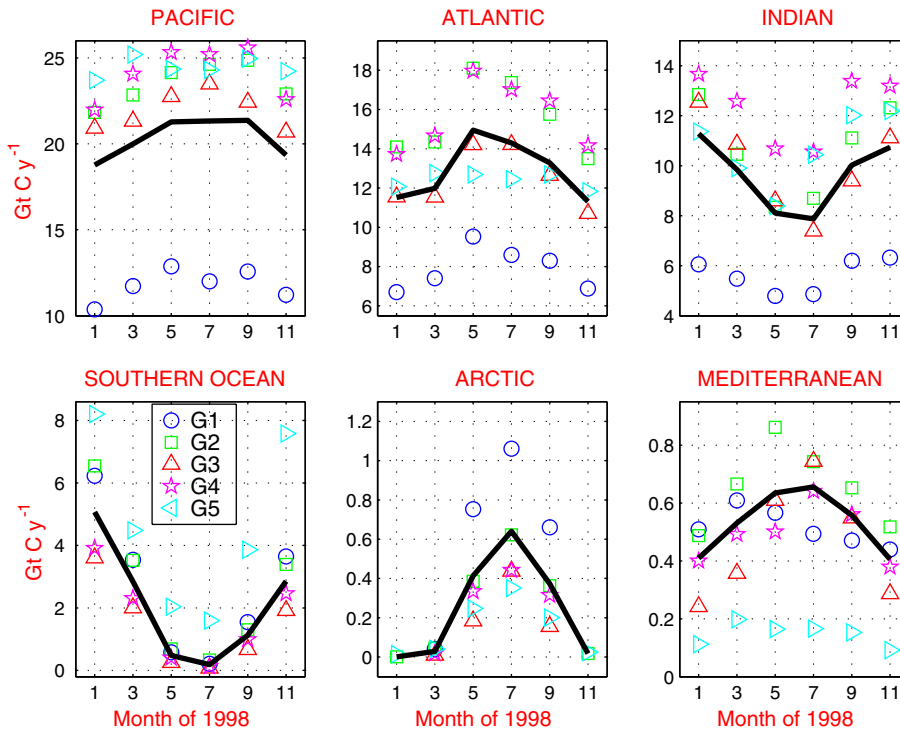 PACIFIC
ATLANTIC
INDIAN
Gt C y⁻¹
25
20
15
10
1 3 5 7 9 11
18
16
14
12
10
8
6
1 3 5 7 9 11
14
12
10
8
6
4
1 3 5 7 9 11
SOUTHERN OCEAN
ARCTIC
MEDITERRANEAN
Gt C y⁻¹
8
6
4
2
0
G1
G2
G3
G4
G5
1 3 5 7 9 11
Month of 1998
1.2
1
0.8
0.6
0.4
0.2
0
1 3 5 7 9 11
Month of 1998
0.8
0.6
0.4
0.2
0
1 3 5 7 9 11
Month of 1998